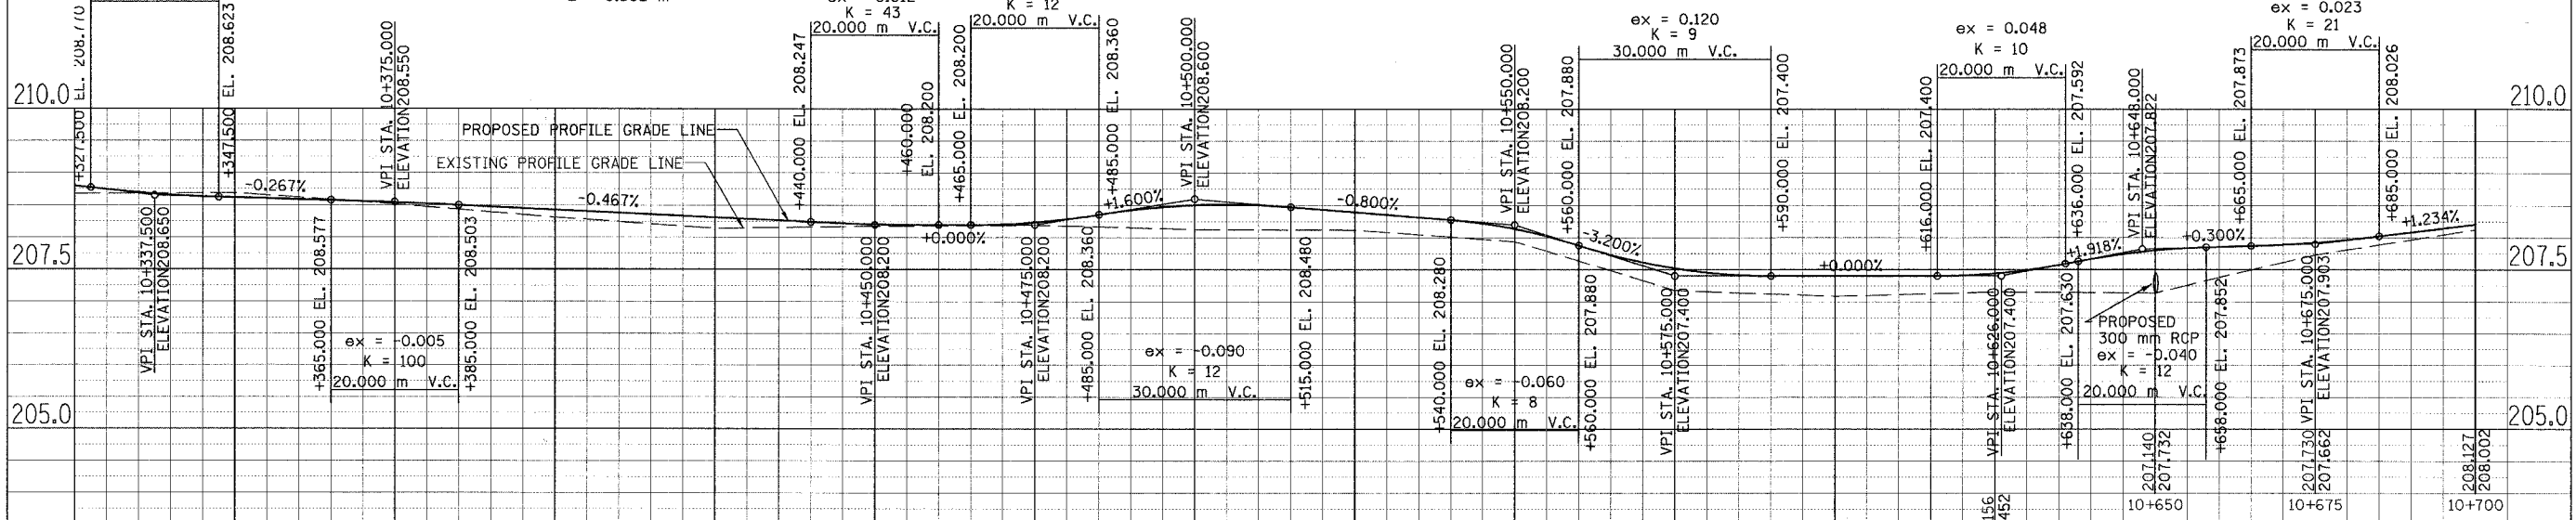 +327.500 EL. 208.770
+347.500 EL. 208.623
VPI STA. 10+375.000
ELEVATION208.550
K = 43
20.000 m V.C.
+440.000 EL. 208.247
+460.000
EL. 208.200
K = 12
20.000 m V.C.
+465.000 EL. 208.200
+485.000 EL. 208.360
VPI STA. 10+500.000
ELEVATION208.600
VPI STA. 10+550.000
ELEVATION208.200
ex = 0.120
K = 9
30.000 m V.C.
+560.000 EL. 207.880
+590.000 EL. 207.400
ex = 0.048
K = 10
20.000 m V.C.
+616.000 EL. 207.400
+636.000 EL. 207.592
VPI STA. 10+648.000
ELEVATION207.822
ex = 0.023
K = 21
20.000 m V.C.
+665.000 EL. 207.873
+685.000 EL. 208.026
210.0
210.0
PROPOSED PROFILE GRADE LINE
EXISTING PROFILE GRADE LINE
-0.267%
-0.467%
+0.000%
+1.600%
-0.800%
-3.200%
+0.000%
+1.918%
+0.300%
+1.234%
207.5
207.5
VPI STA. 10+337.500
ELEVATION208.650
+365.000 EL. 208.577
ex = -0.005
K = 100
20.000 m V.C.
+385.000 EL. 208.503
VPI STA. 10+450.000
ELEVATION208.200
VPI STA. 10+475.000
ELEVATION208.200
+485.000 EL. 208.360
ex = -0.090
K = 12
30.000 m V.C.
+515.000 EL. 208.480
+540.000 EL. 208.280
ex = -0.060
K = 8
20.000 m V.C.
+560.000 EL. 207.880
VPI STA. 10+575.000
ELEVATION207.400
VPI STA. 10+626.000
ELEVATION207.400
+638.000 EL. 207.630
PROPOSED
300 mm RCP
ex = -0.040
K = 12
20.000 m V.C.
+658.000 EL. 207.852
VPI STA. 10+675.000
ELEVATION207.903
205.0
205.0
156
452
207.140
207.732
207.730
207.662
208.127
208.002
10+650
10+675
10+700